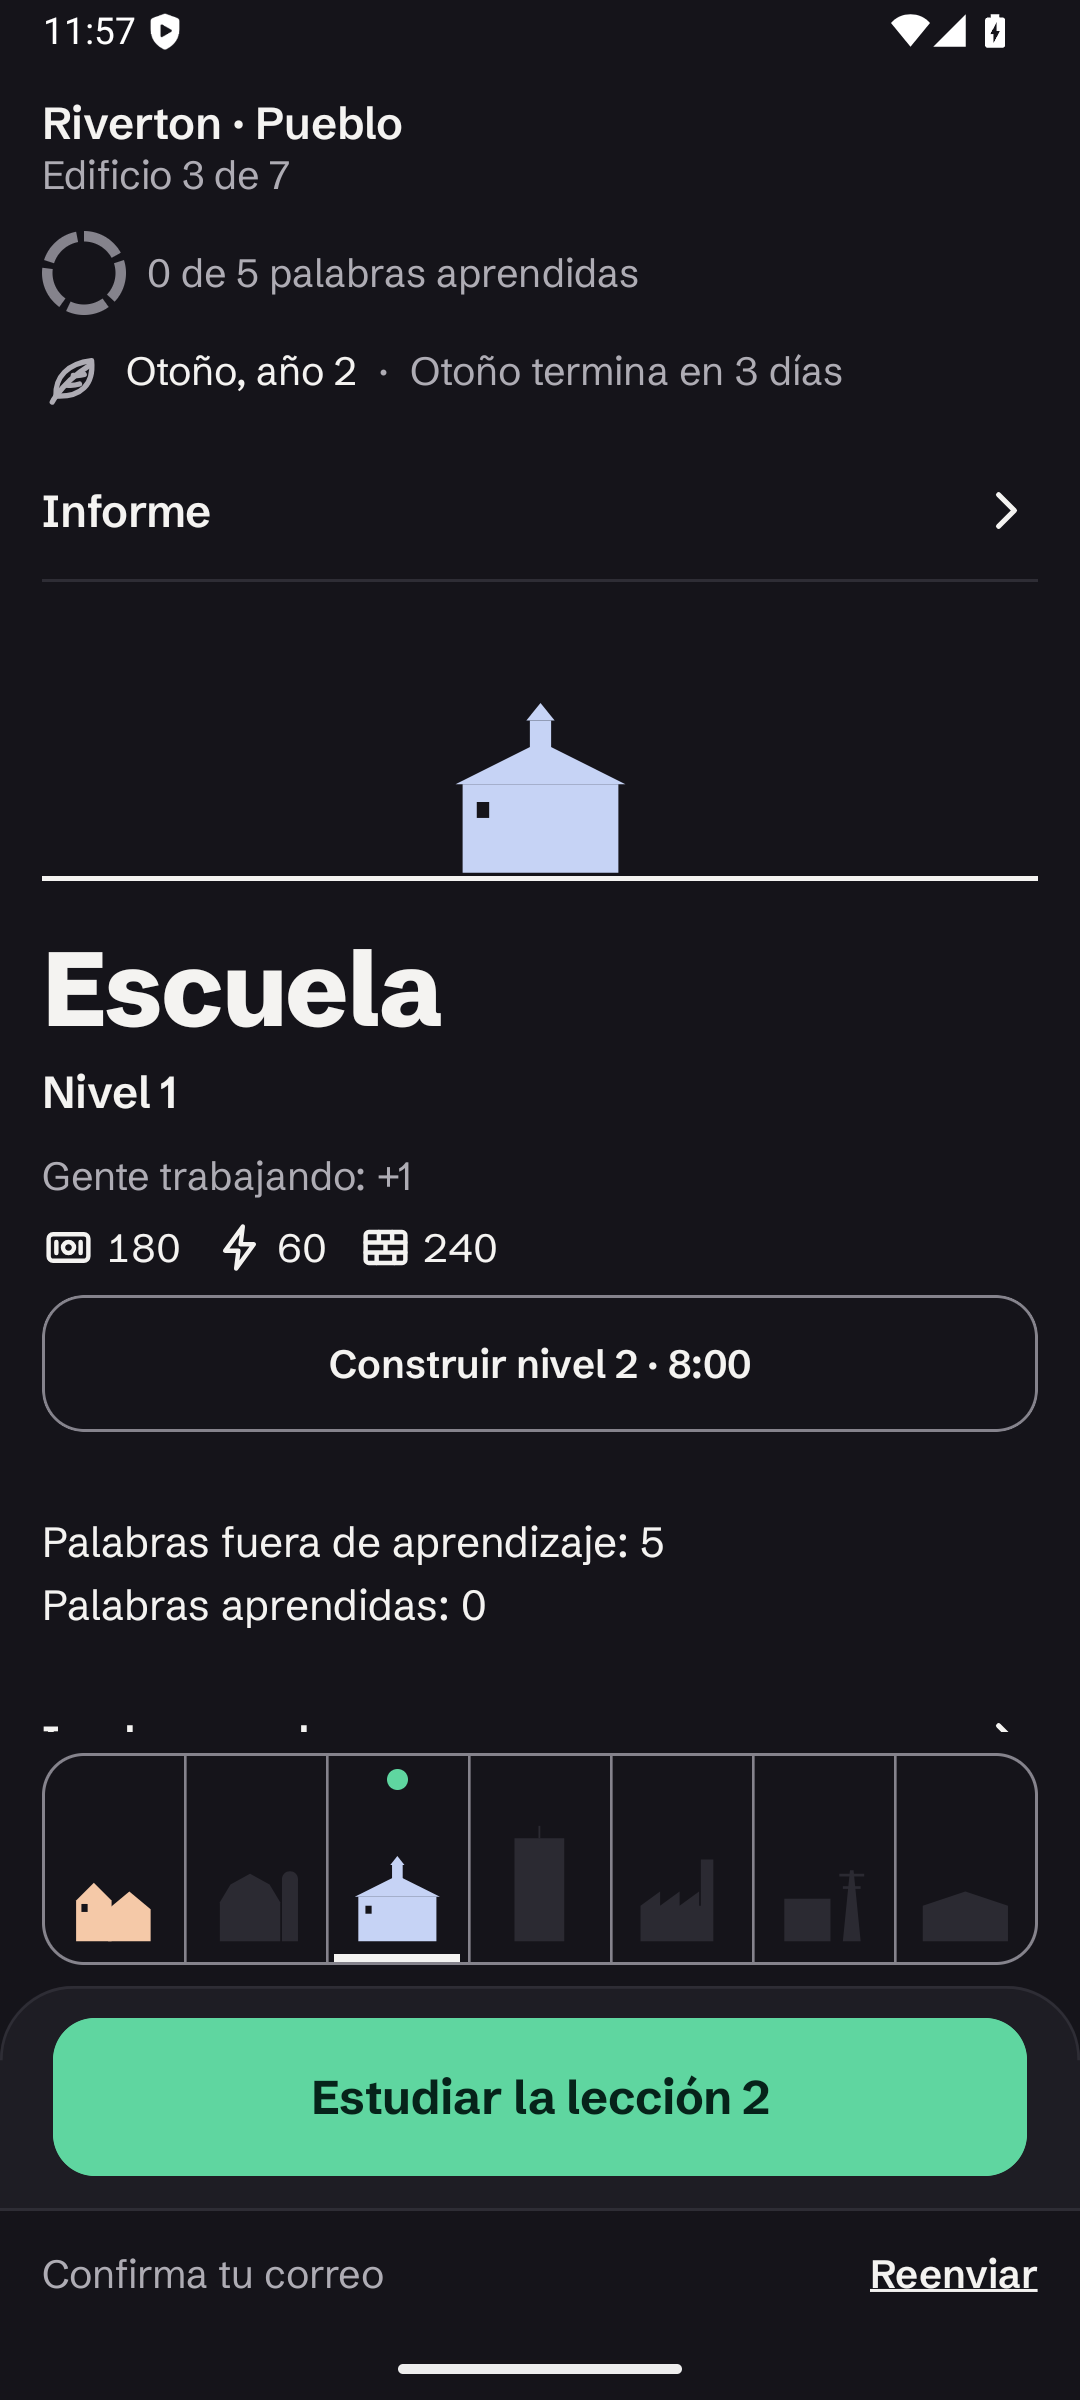 11:57
Riverton · Pueblo
Edificio 3 de 7
0 de 5 palabras aprendidas
Otoño, año 2 · Otoño termina en 3 días
Informe
Escuela
Nivel 1
Gente trabajando: +1
180 60 240
Construir nivel 2 · 8:00
Palabras fuera de aprendizaje: 5
Palabras aprendidas: 0
Estudiar la lección 2
Confirma tu correo
Reenviar